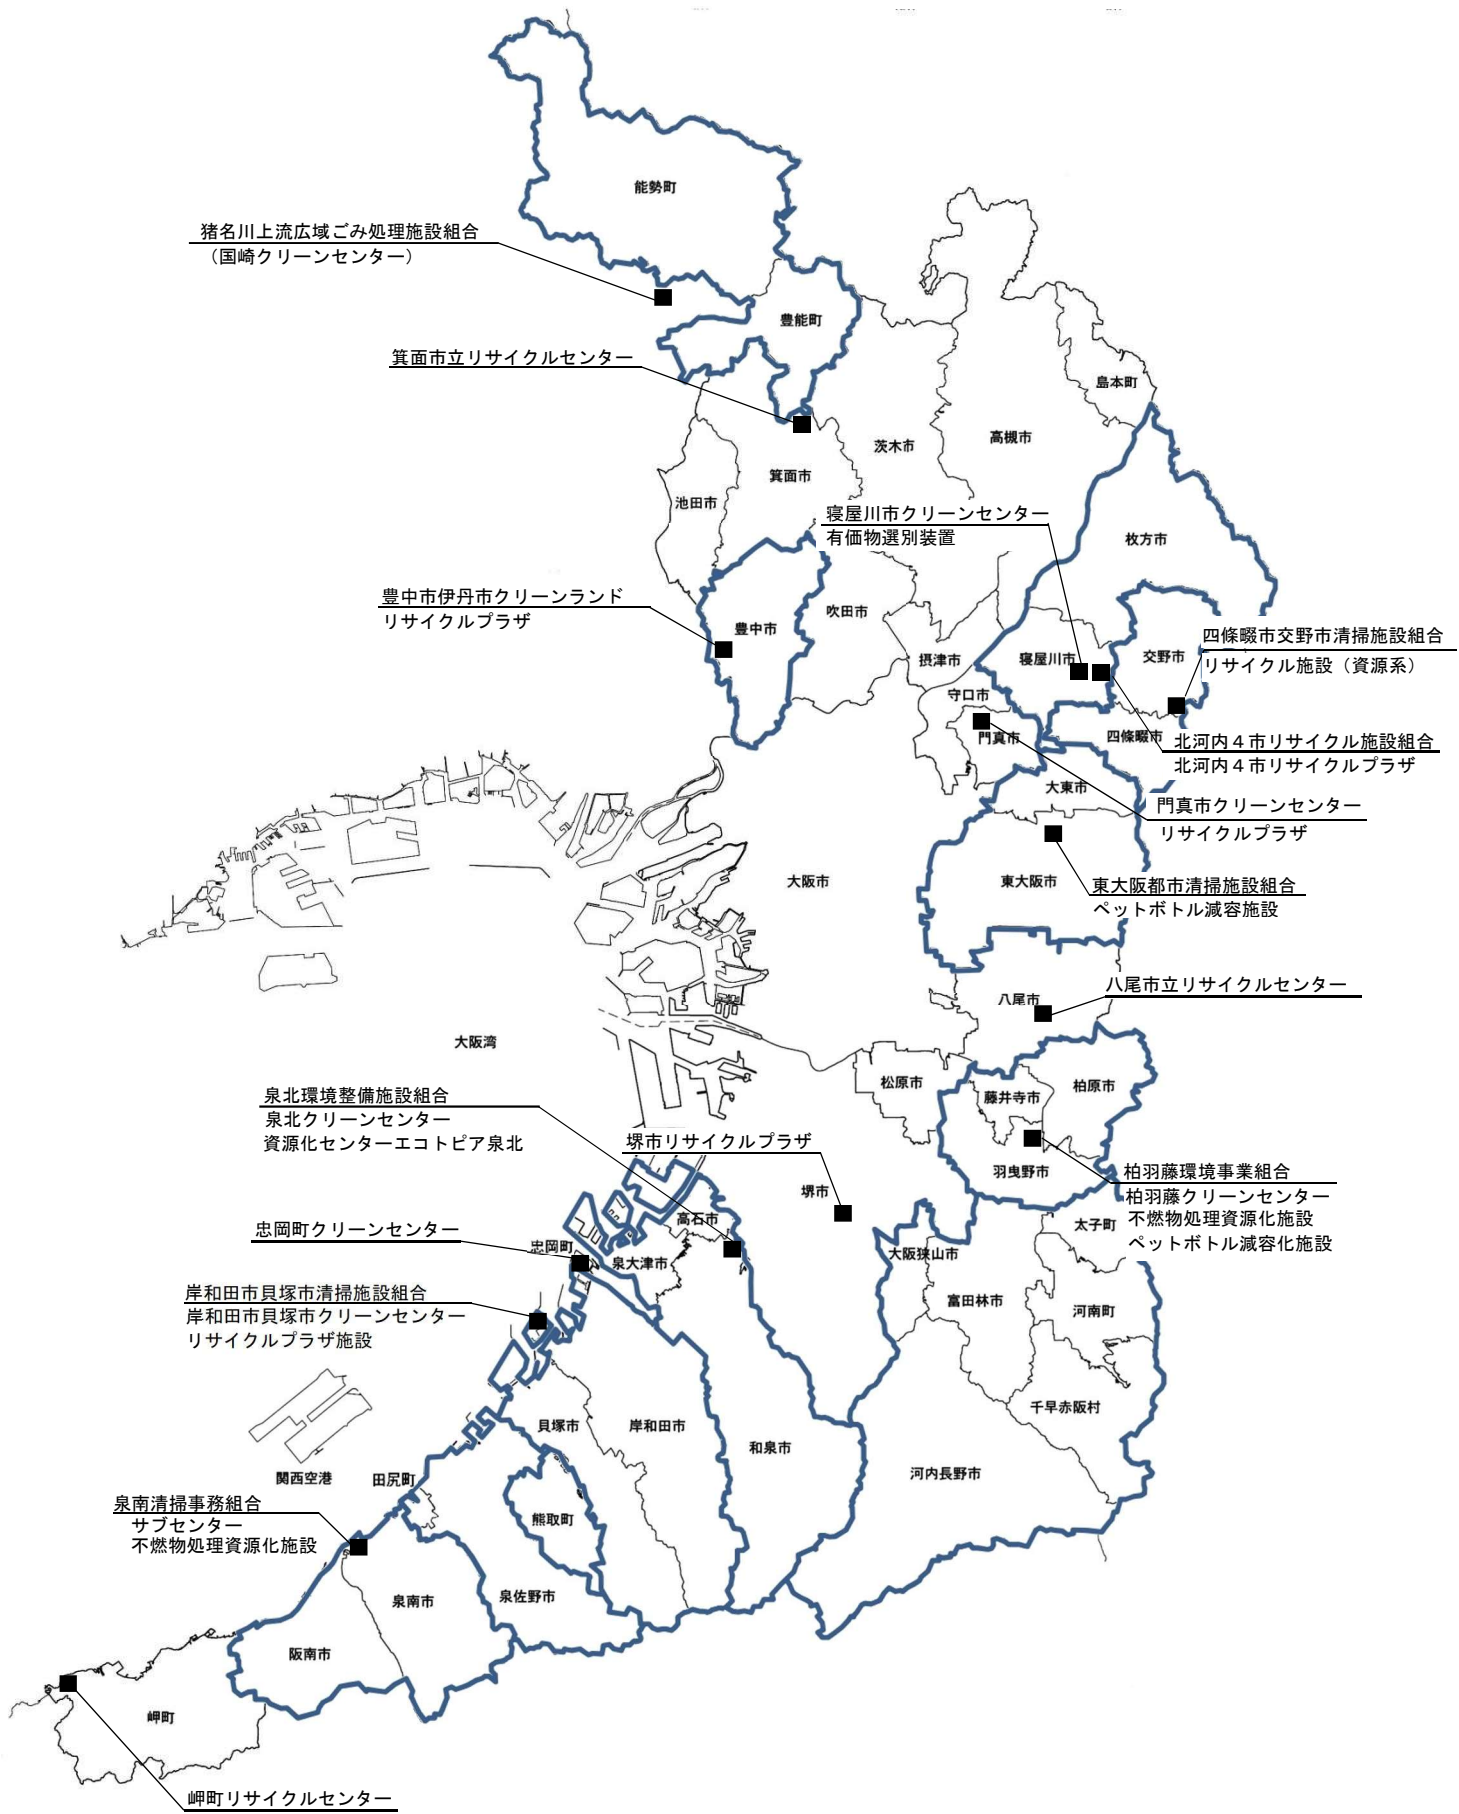 能勢町
猪名川上流広域ごみ処理施設組合
（国崎クリーンセンター）
豊能町
箕面市立リサイクルセンター
島本町
高槻市
茨木市
箕面市
池田市
寝屋川市クリーンセンター
有価物選別装置
枚方市
豊中市伊丹市クリーンランド
リサイクルプラザ
豊中市
吹田市
摂津市
寝屋川市
交野市
四條畷市交野市清掃施設組合
リサイクル施設（資源系）
守口市
門真市
四條畷市
北河内４市リサイクル施設組合
北河内４市リサイクルプラザ
大東市
門真市クリーンセンター
リサイクルプラザ
大阪市
東大阪市
東大阪都市清掃施設組合
ペットボトル減容施設
八尾市立リサイクルセンター
八尾市
大阪湾
松原市
藤井寺市
柏原市
泉北環境整備施設組合
泉北クリーンセンター
資源化センターエコトピア泉北
堺市リサイクルプラザ
羽曳野市
柏羽藤環境事業組合
柏羽藤クリーンセンター
不燃物処理資源化施設
ペットボトル減容化施設
堺市
高石市
太子町
忠岡町クリーンセンター
忠岡町
泉大津市
大阪狭山市
富田林市
河南町
岸和田市貝塚市清掃施設組合
岸和田市貝塚市クリーンセンター
リサイクルプラザ施設
千早赤阪村
貝塚市
岸和田市
和泉市
河内長野市
関西空港
田尻町
泉南清掃事務組合
サブセンター
不燃物処理資源化施設
熊取町
泉佐野市
泉南市
阪南市
岬町
岬町リサイクルセンター